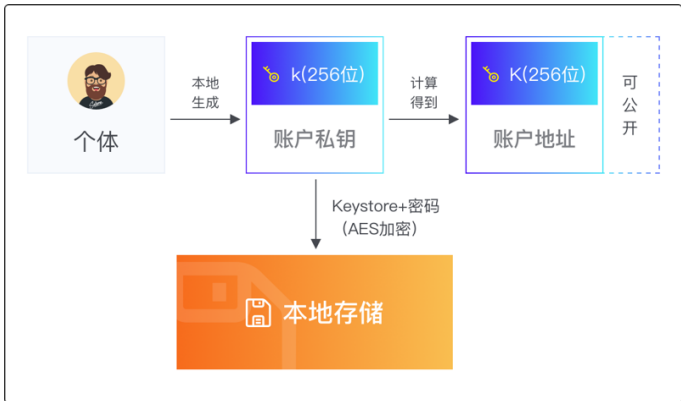 个体
本地
生成
k(256位)
账户私钥
计算
得到
K(256位)
账户地址
可
公
开
Keystore+密码
（AES加密）
本地存储